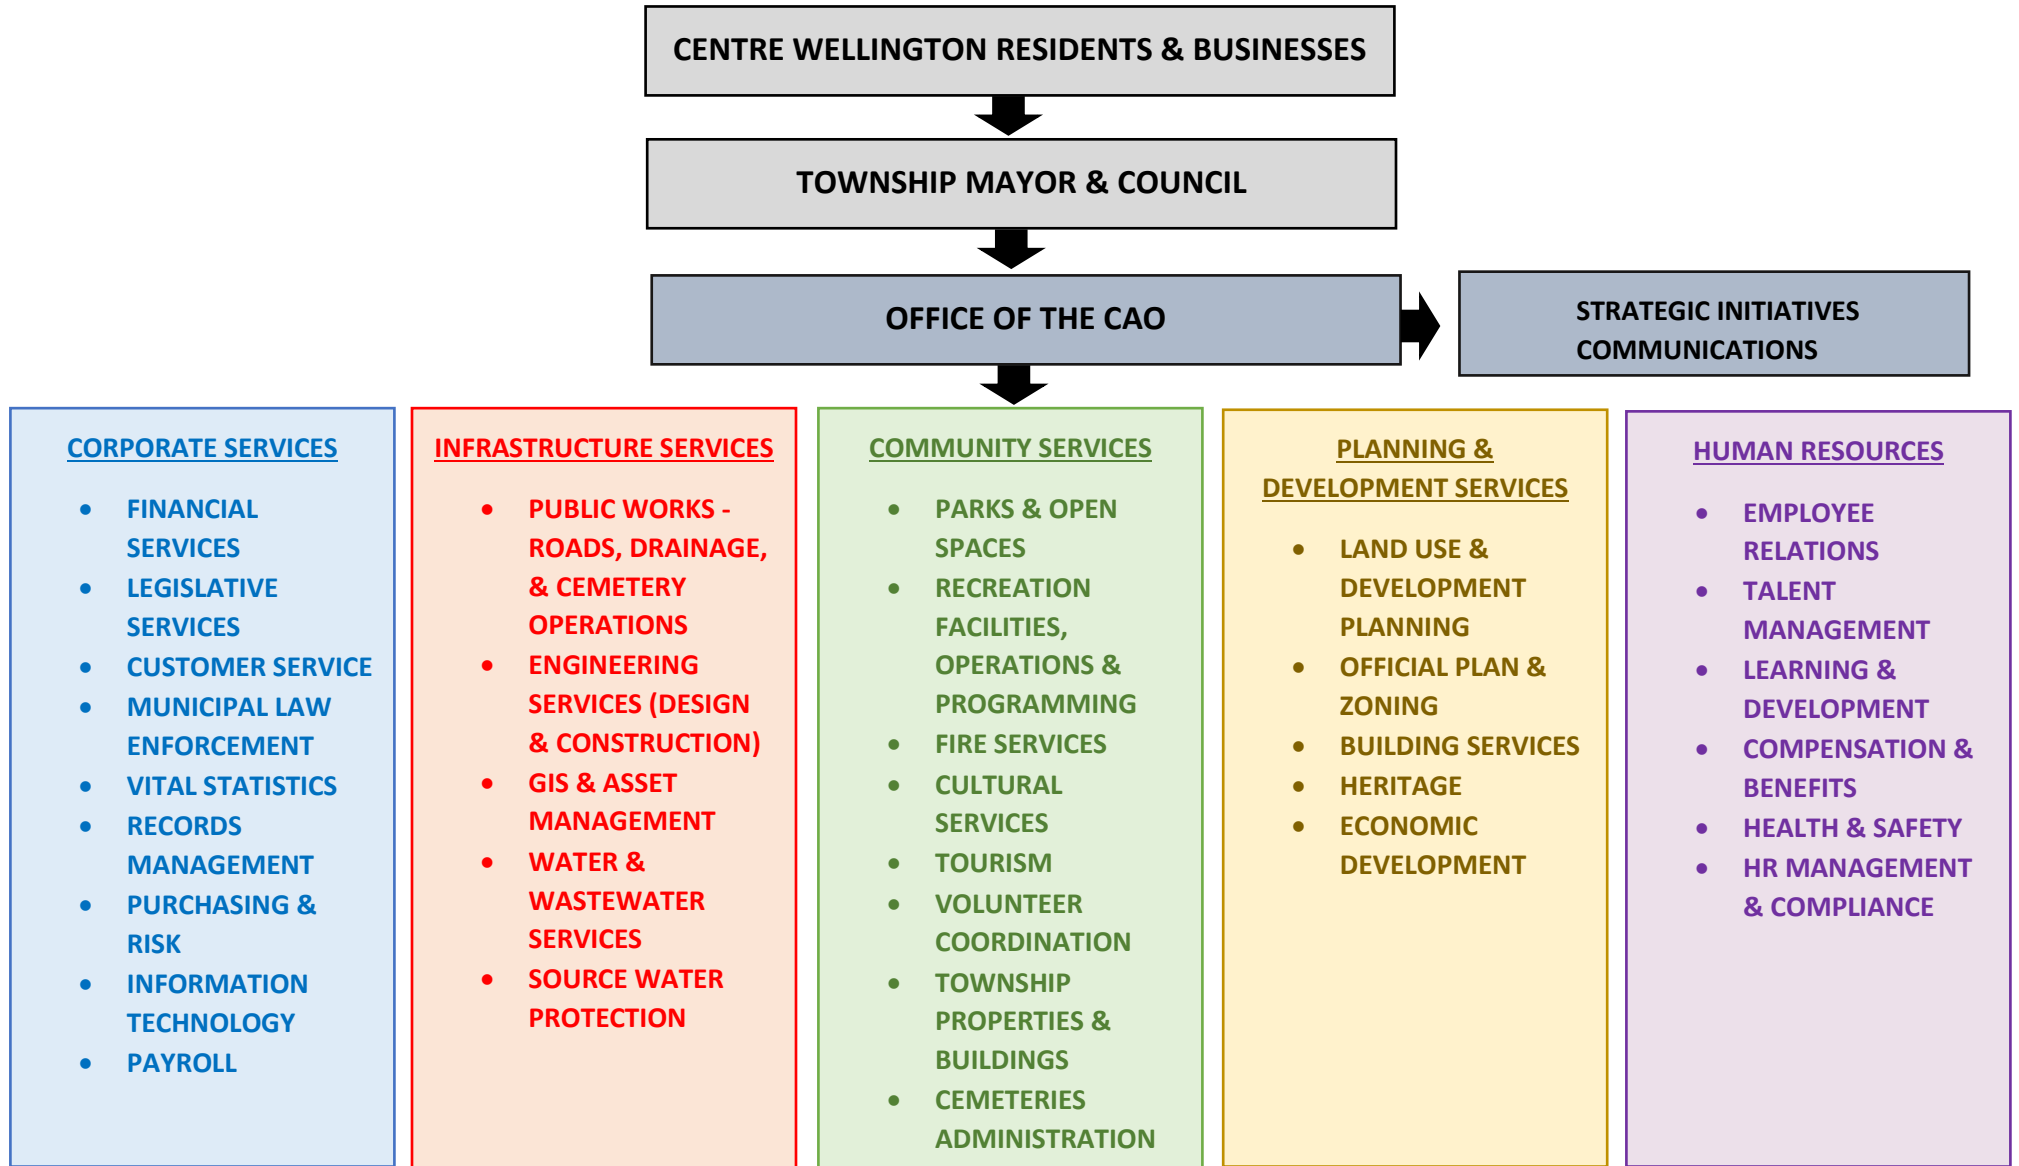 CENTRE WELLINGTON RESIDENTS & BUSINESSES
TOWNSHIP MAYOR & COUNCIL
OFFICE OF THE CAO
STRATEGIC INITIATIVES
COMMUNICATIONS
CORPORATE SERVICES
• FINANCIAL
SERVICES
• LEGISLATIVE
SERVICES
• CUSTOMER SERVICE
• MUNICIPAL LAW
ENFORCEMENT
• VITAL STATISTICS
• RECORDS
MANAGEMENT
• PURCHASING &
RISK
• INFORMATION
TECHNOLOGY
• PAYROLL
INFRASTRUCTURE SERVICES
• PUBLIC WORKS -
ROADS, DRAINAGE,
& CEMETERY
OPERATIONS
• ENGINEERING
SERVICES (DESIGN
& CONSTRUCTION)
• GIS & ASSET
MANAGEMENT
• WATER &
WASTEWATER
SERVICES
• SOURCE WATER
PROTECTION
COMMUNITY SERVICES
• PARKS & OPEN
SPACES
• RECREATION
FACILITIES,
OPERATIONS &
PROGRAMMING
• FIRE SERVICES
• CULTURAL
SERVICES
• TOURISM
• VOLUNTEER
COORDINATION
• TOWNSHIP
PROPERTIES &
BUILDINGS
• CEMETERIES
ADMINISTRATION
PLANNING &
DEVELOPMENT SERVICES
• LAND USE &
DEVELOPMENT
PLANNING
• OFFICIAL PLAN &
ZONING
• BUILDING SERVICES
• HERITAGE
• ECONOMIC
DEVELOPMENT
HUMAN RESOURCES
• EMPLOYEE
RELATIONS
• TALENT
MANAGEMENT
• LEARNING &
DEVELOPMENT
• COMPENSATION &
BENEFITS
• HEALTH & SAFETY
• HR MANAGEMENT
& COMPLIANCE